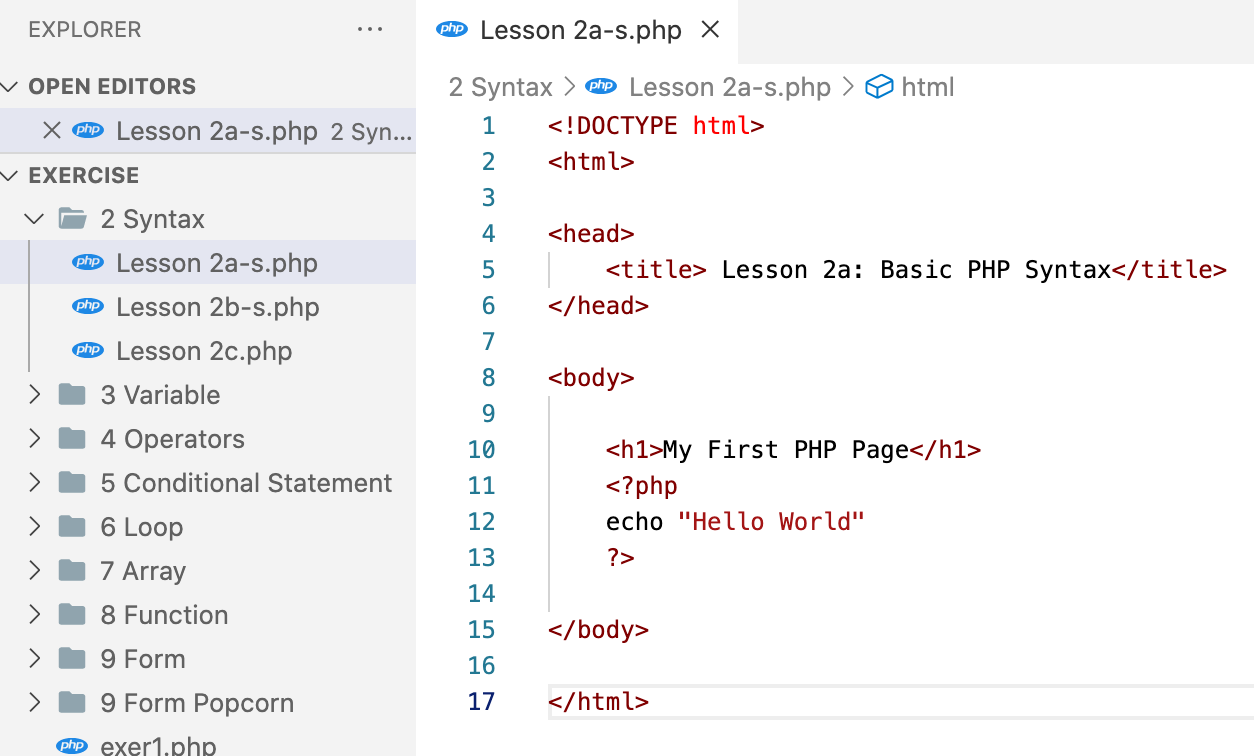 EXPLORER ···
OPEN EDITORS
php Lesson 2a-s.php 2 Syn...
EXERCISE
2 Syntax
php Lesson 2a-s.php
php Lesson 2b-s.php
php Lesson 2c.php
3 Variable
4 Operators
5 Conditional Statement
6 Loop
7 Array
8 Function
9 Form
9 Form Popcorn
php exer1.php
php Lesson 2a-s.php
2 Syntax > php Lesson 2a-s.php > html
1 <!DOCTYPE html>
2 <html>
3
4 <head>
5     <title> Lesson 2a: Basic PHP Syntax</title>
6 </head>
7
8 <body>
9
10     <h1>My First PHP Page</h1>
11     <?php
12     echo "Hello World"
13     ?>
14
15 </body>
16
17 </html>